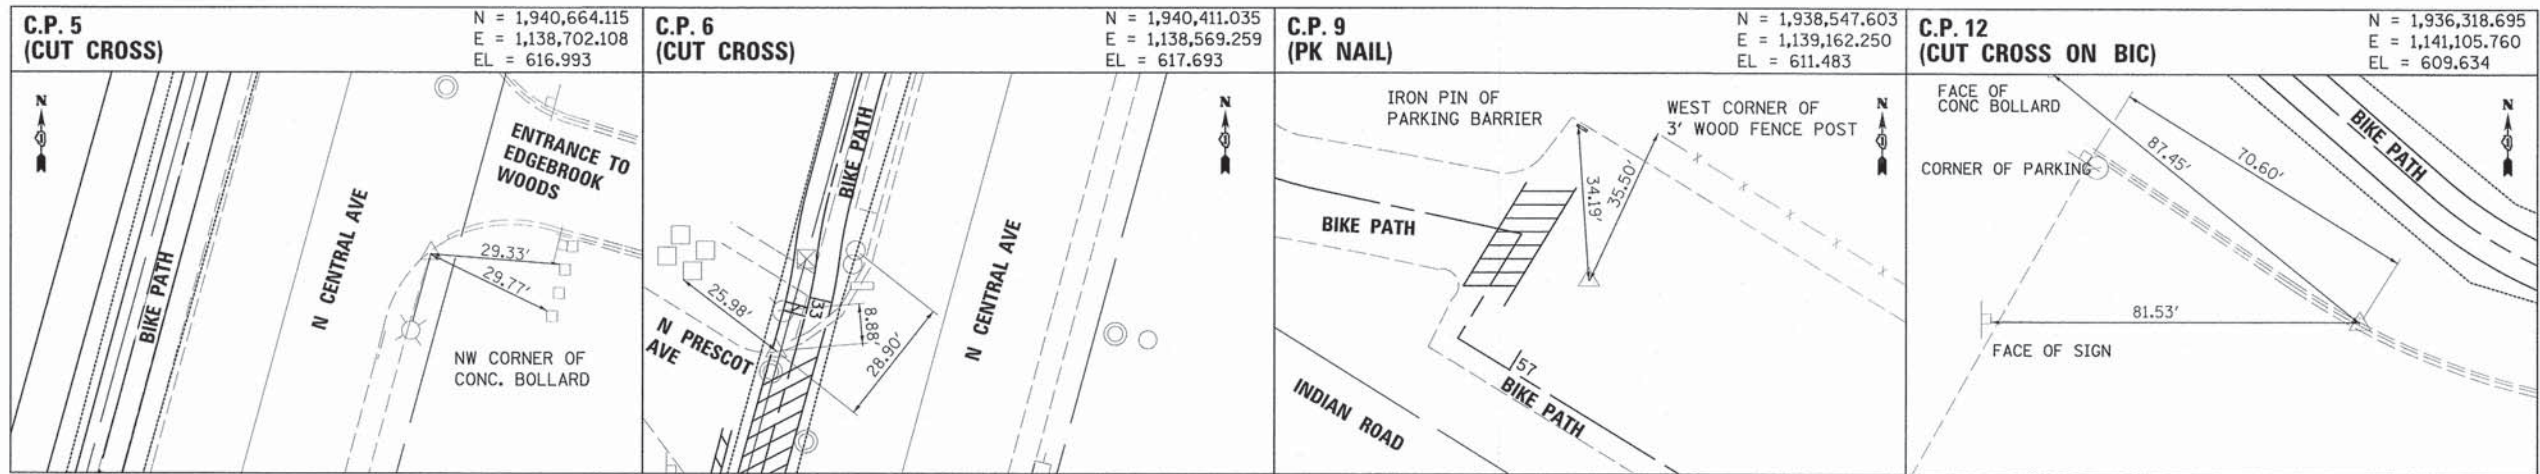 C.P. 5
(CUT CROSS)
N = 1,940,664.115
E = 1,138,702.108
EL = 616.993
N
BIKE PATH
N CENTRAL AVE
ENTRANCE TO
EDGEBROOK
WOODS
29.33'
29.77'
NW CORNER OF
CONC. BOLLARD
C.P. 6
(CUT CROSS)
N = 1,940,411.035
E = 1,138,569.259
EL = 617.693
N
BIKE PATH
N CENTRAL AVE
25.98'
33
8.88'
28.90'
N PRESCOT
AVE
C.P. 9
(PK NAIL)
N = 1,938,547.603
E = 1,139,162.250
EL = 611.483
IRON PIN OF
PARKING BARRIER
WEST CORNER OF
3' WOOD FENCE POST
N
34.19'
35.50'
X
X
X
X
BIKE PATH
57
BIKE PATH
INDIAN ROAD
C.P. 12
(CUT CROSS ON BIC)
N = 1,936,318.695
E = 1,141,105.760
EL = 609.634
FACE OF
CONC BOLLARD
BIKE PATH
N
87.45'
70.60'
CORNER OF PARKING
81.53'
FACE OF SIGN